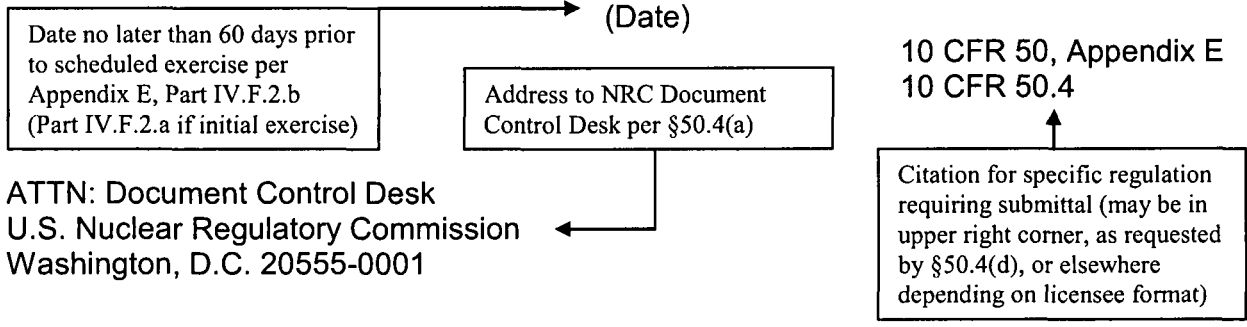 (Date)
Date no later than 60 days prior
to scheduled exercise per
Appendix E, Part IV.F.2.b
(Part IV.F.2.a if initial exercise)
10 CFR 50, Appendix E
10 CFR 50.4
Address to NRC Document
Control Desk per §50.4(a)
Citation for specific regulation
requiring submittal (may be in
upper right corner, as requested
by §50.4(d), or elsewhere
depending on licensee format)
ATTN: Document Control Desk
U.S. Nuclear Regulatory Commission
Washington, D.C. 20555-0001